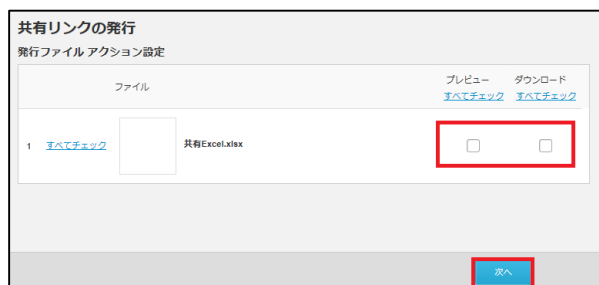 共有リンクの発行
発行ファイル アクション設定
ファイル
プレビュー ダウンロード
すべてチェック すべてチェック
1 すべてチェック 共有Excel.xlsx
次へ